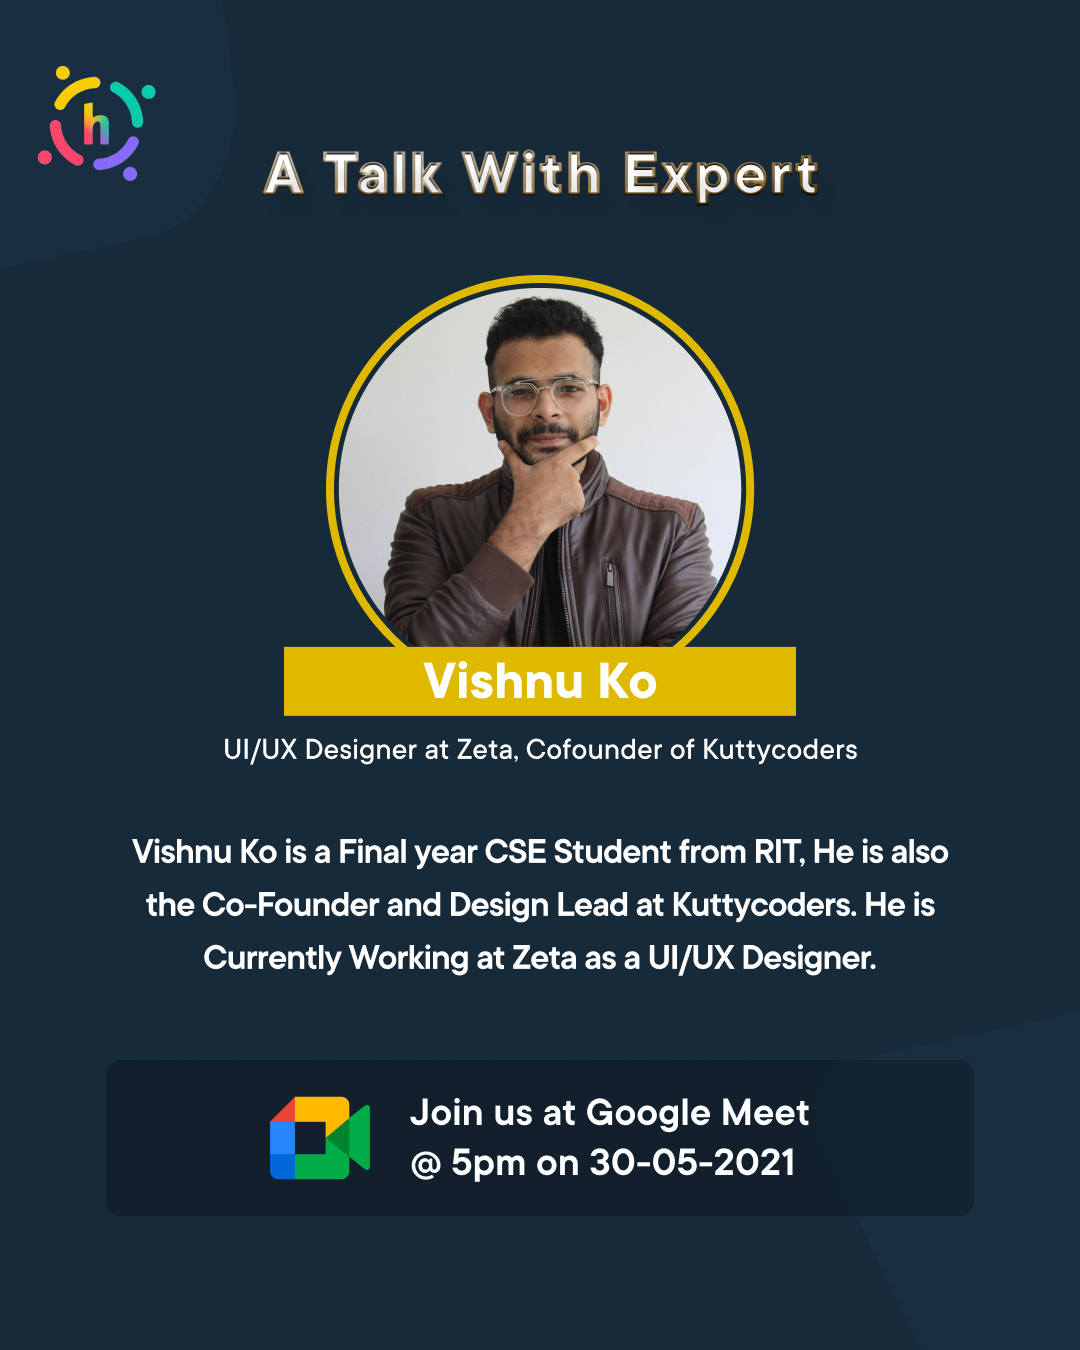 h
A Talk With Expert
Vishnu Ko
UI/UX Designer at Zeta, Cofounder of Kuttycoders
Vishnu Ko is a Final year CSE Student from RIT, He is also
the Co-Founder and Design Lead at Kuttycoders. He is
Currently Working at Zeta as a UI/UX Designer.
Join us at Google Meet
@ 5pm on 30-05-2021